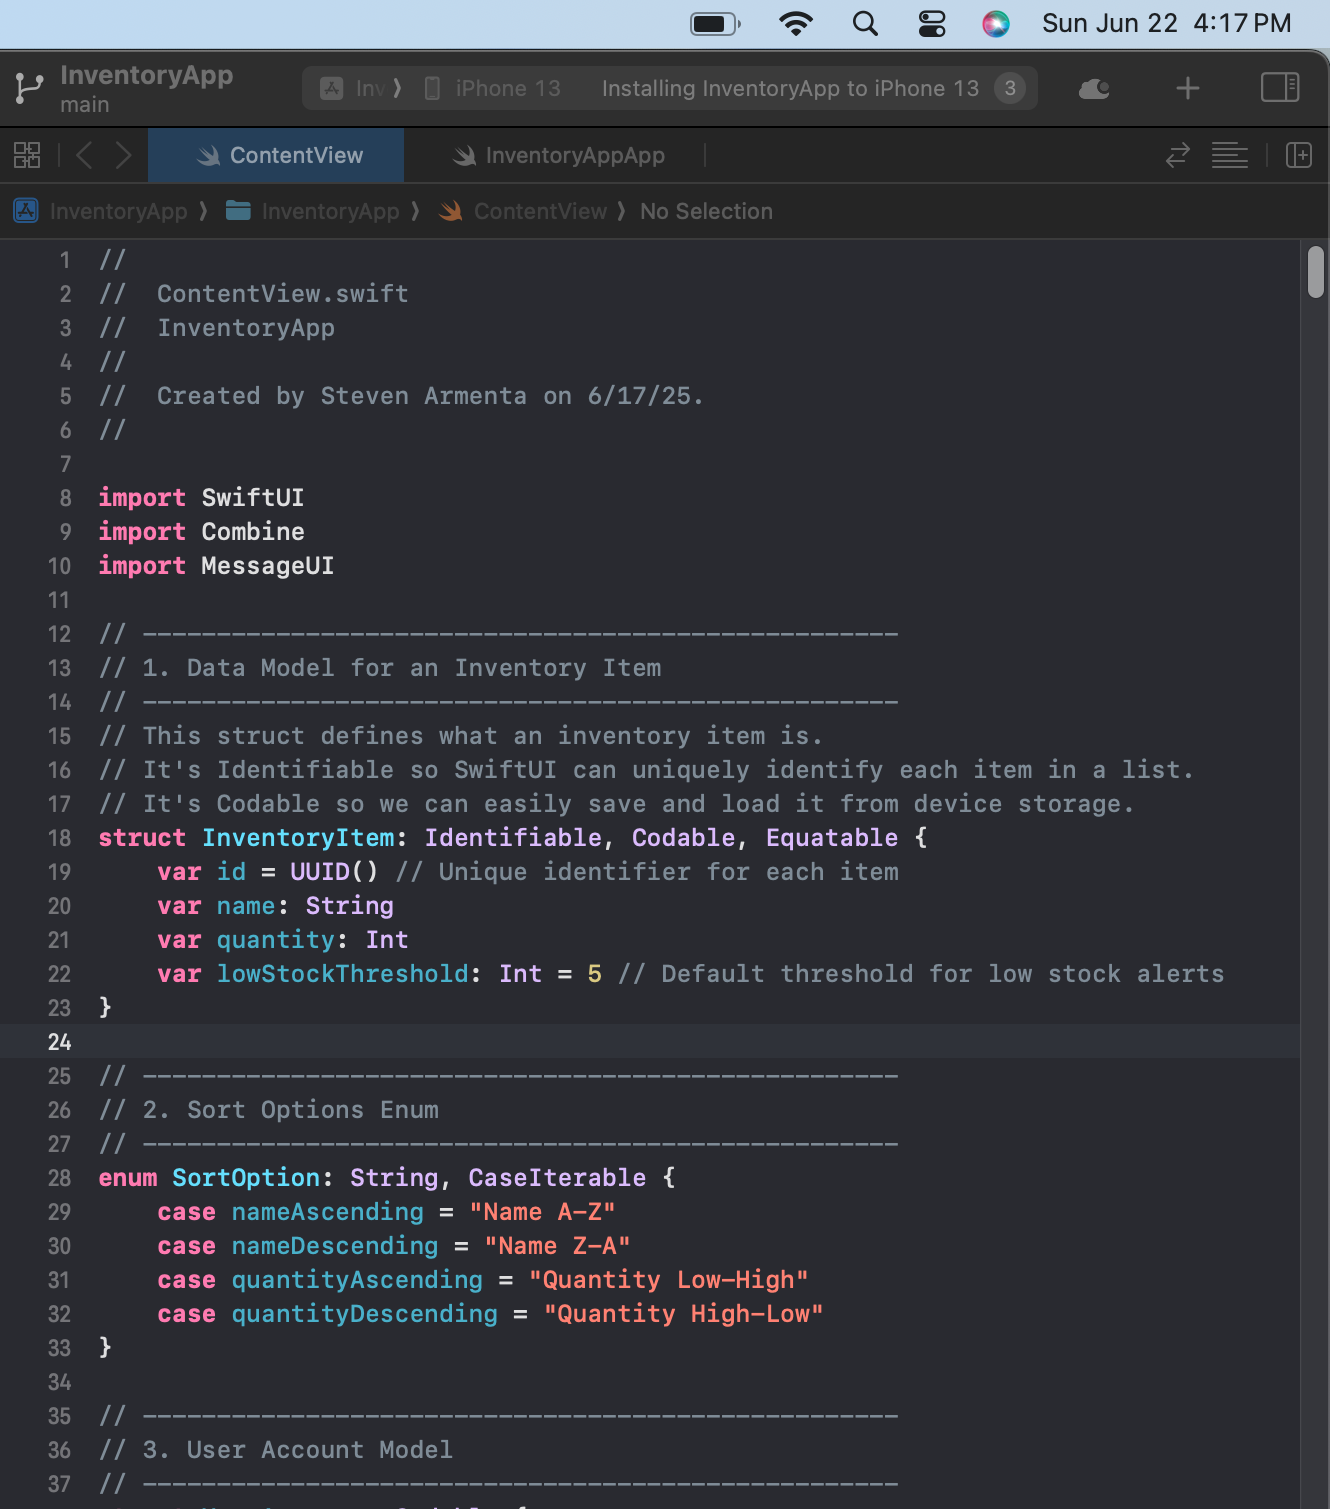 Sun Jun 22 4:17 PM
InventoryApp
main
Inv
iPhone 13
Installing InventoryApp to iPhone 13
3
ContentView
InventoryAppApp
InventoryApp
InventoryApp
ContentView
No Selection
1 //
2 //  ContentView.swift
3 //  InventoryApp
4 //
5 //  Created by Steven Armenta on 6/17/25.
6 //
7
8 import SwiftUI
9 import Combine
10 import MessageUI
11
12 // ---------------------------------------------------
13 // 1. Data Model for an Inventory Item
14 // ---------------------------------------------------
15 // This struct defines what an inventory item is.
16 // It's Identifiable so SwiftUI can uniquely identify each item in a list.
17 // It's Codable so we can easily save and load it from device storage.
18 struct InventoryItem: Identifiable, Codable, Equatable {
19     var id = UUID() // Unique identifier for each item
20     var name: String
21     var quantity: Int
22     var lowStockThreshold: Int = 5 // Default threshold for low stock alerts
23 }
24
25 // ---------------------------------------------------
26 // 2. Sort Options Enum
27 // ---------------------------------------------------
28 enum SortOption: String, CaseIterable {
29     case nameAscending = "Name A-Z"
30     case nameDescending = "Name Z-A"
31     case quantityAscending = "Quantity Low-High"
32     case quantityDescending = "Quantity High-Low"
33 }
34
35 // ---------------------------------------------------
36 // 3. User Account Model
37 // ---------------------------------------------------